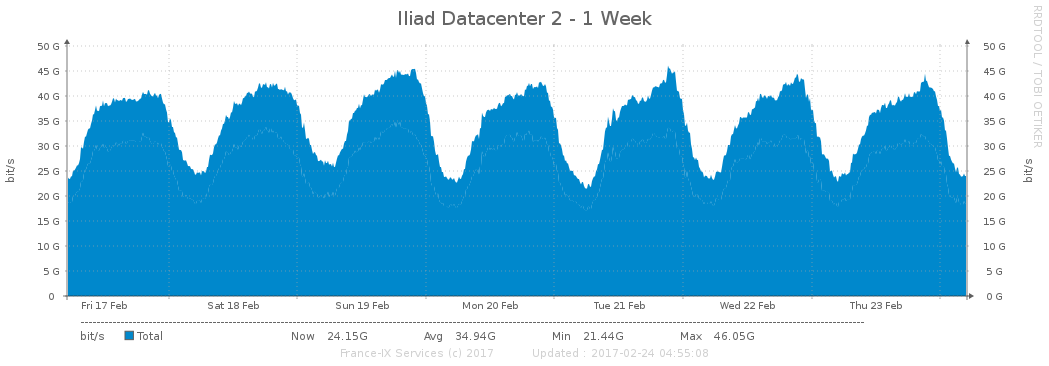 Iliad Datacenter 2 - 1 Week
RRDTOOL / TOBI OETIKER
50 G 50 G
45 G 45 G
40 G 40 G
35 G 35 G
30 G 30 G
25 G 25 G
20 G 20 G
15 G 15 G
10 G 10 G
5 G 5 G
0 0 G
bit/s bit/s
Fri 17 Feb Sat 18 Feb Sun 19 Feb Mon 20 Feb Tue 21 Feb Wed 22 Feb Thu 23 Feb
bit/s Total Now 24.15G Avg 34.94G Min 21.44G Max 46.05G
France-IX Services (c) 2017 Updated : 2017-02-24 04:55:08